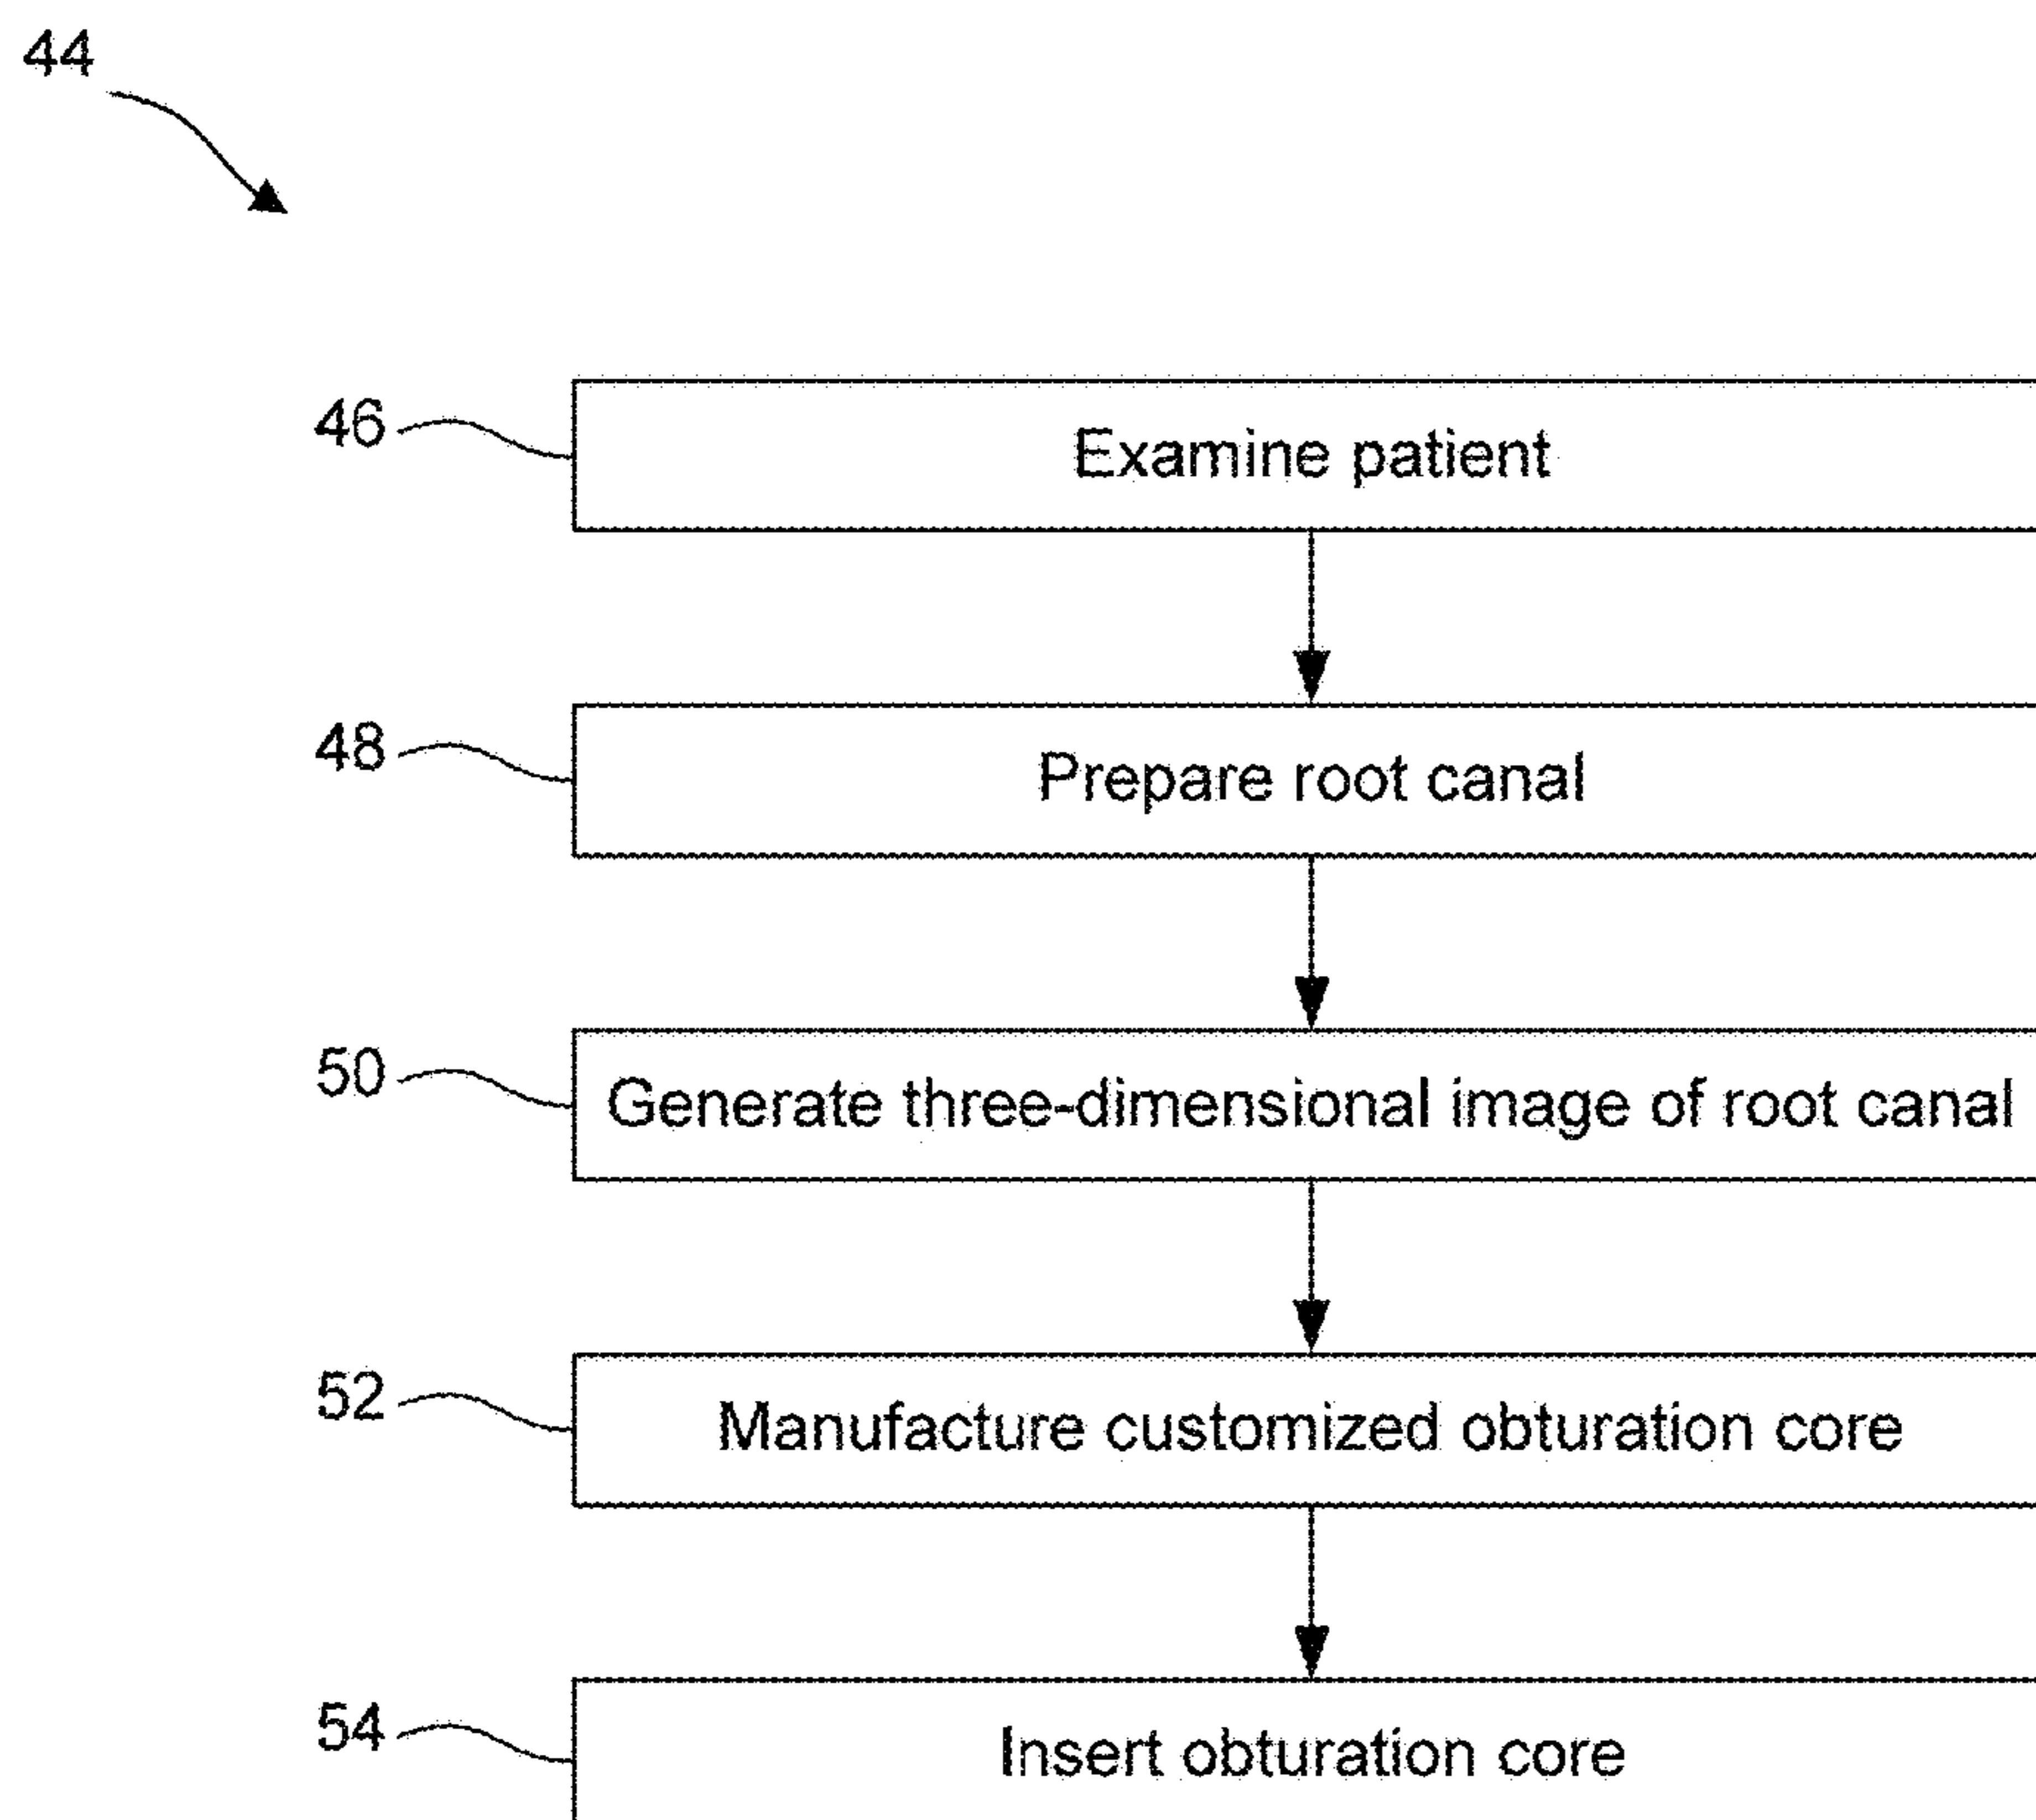 44
46 Examine patient
48 Prepare root canal
50 Generate three-dimensional image of root canal
52 Manufacture customized obturation core
54 Insert obturation core